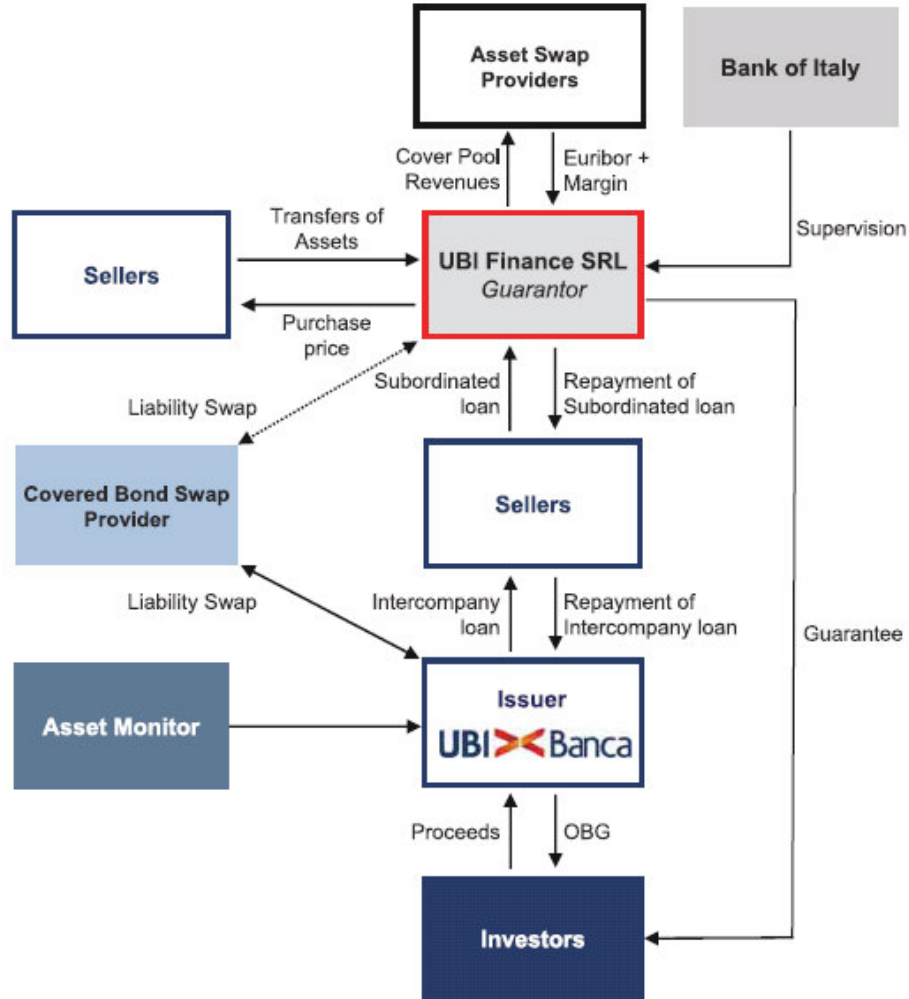 Asset Swap
Providers
Bank of Italy
Cover Pool
Revenues
Euribor +
Margin
Transfers of
Assets
Supervision
Sellers
UBI Finance SRL
Guarantor
Purchase
price
Subordinated
loan
Repayment of
Subordinated loan
Liability Swap
Covered Bond Swap
Provider
Sellers
Liability Swap
Intercompany
loan
Repayment of
Intercompany loan
Guarantee
Asset Monitor
Issuer
UBI Banca
Proceeds
OBG
Investors